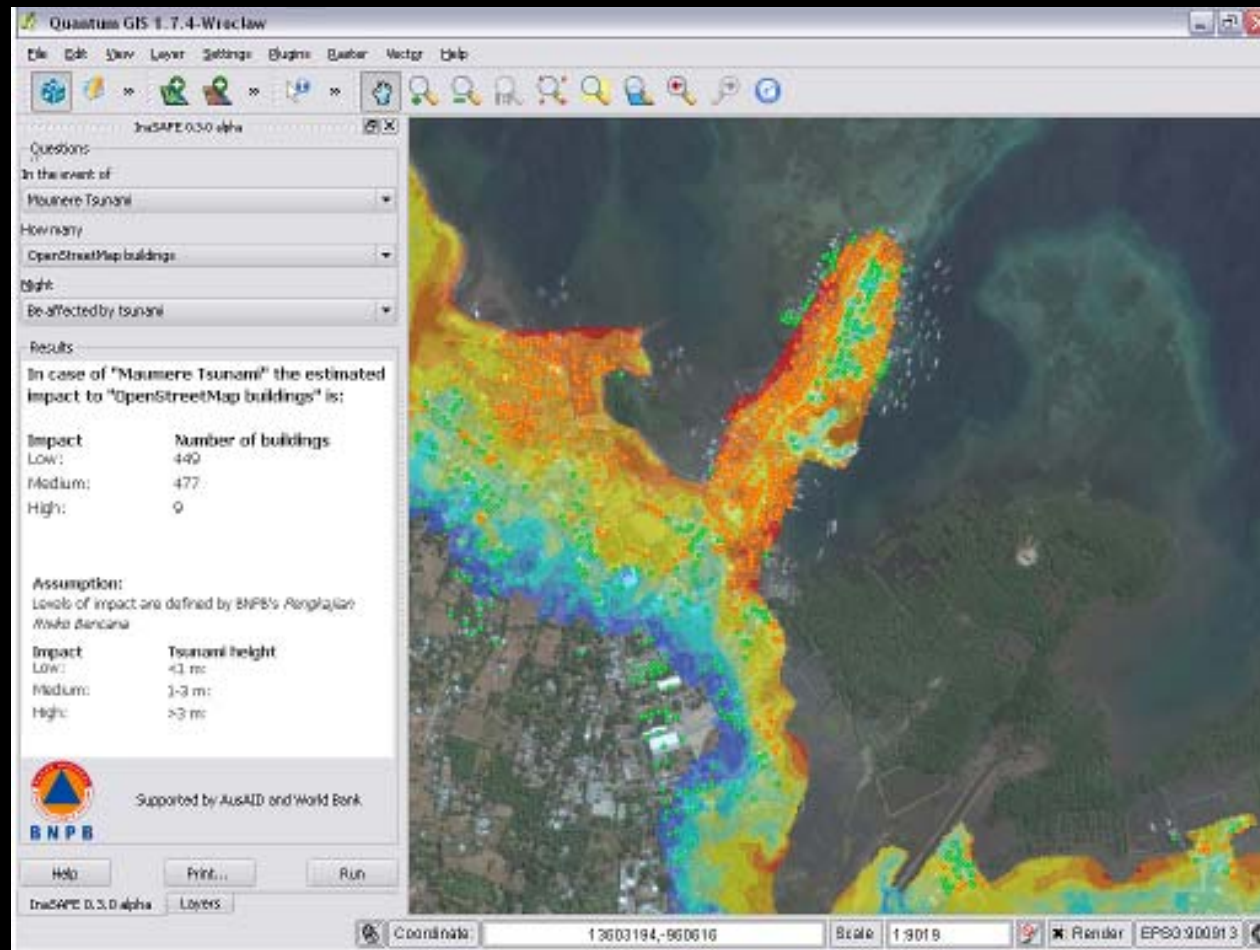 Quantum GIS 1.7.4-Wroclaw
File Edit View Layer Settings Plugins Raster Vector Help
InaSAFE 0.3.0 alpha
Questions
In the event of
Maumere Tsunami
How many
OpenStreetMap buildings
Might
Be affected by tsunami
Results
In case of "Maumere Tsunami" the estimated
impact to "OpenStreetMap buildings" is:
Impact Number of buildings
Low: 449
Medium: 477
High: 9
Assumption:
Levels of impact are defined by BNPB's Pengkajian
Risiko Bencana
Impact Tsunami height
Low: <1 m:
Medium: 1-3 m:
High: >3 m:
BNPB
Supported by AusAID and World Bank
Help Print... Run
InaSAFE 0.3.0 alpha Layers
Coordinate: 13603194,-960616 Scale 1:9019 Render EPSG:900913